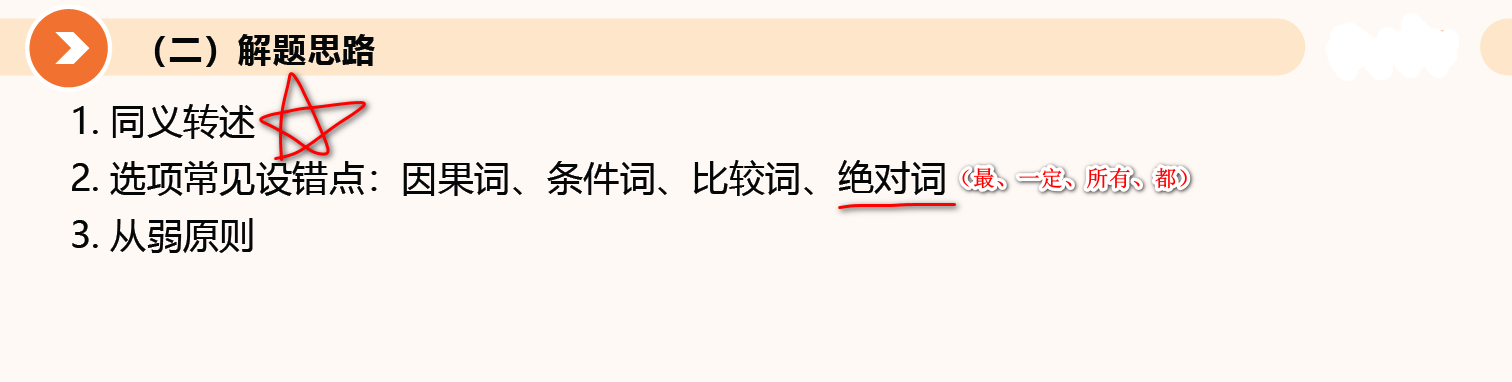 （二）解题思路
1. 同义转述
2. 选项常见设错点：因果词、条件词、比较词、绝对词（最、一定、所有、都）
3. 从弱原则